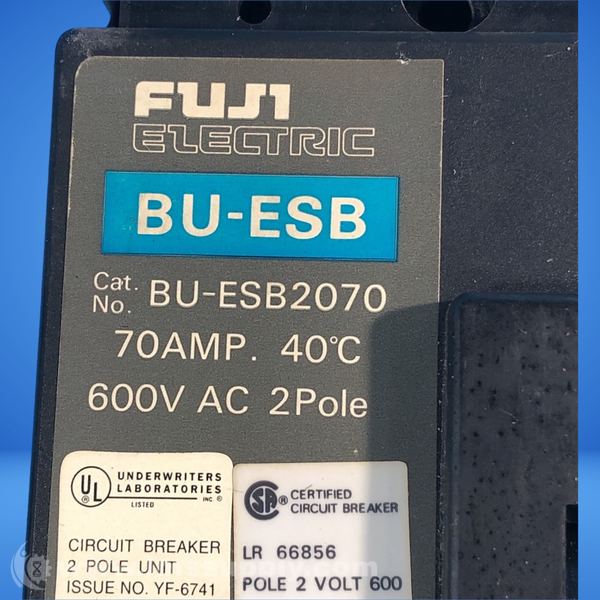 FUJI
ELECTRIC
BU-ESB
Cat. No. BU-ESB2070
70AMP. 40℃
600V AC 2Pole
UL ®
UNDERWRITERS
LABORATORIES
INC. ®
LISTED
CIRCUIT BREAKER
2 POLE UNIT
ISSUE NO. YF-6741
SA ® CERTIFIED
CIRCUIT BREAKER
LR 66856
POLE 2 VOLT 600